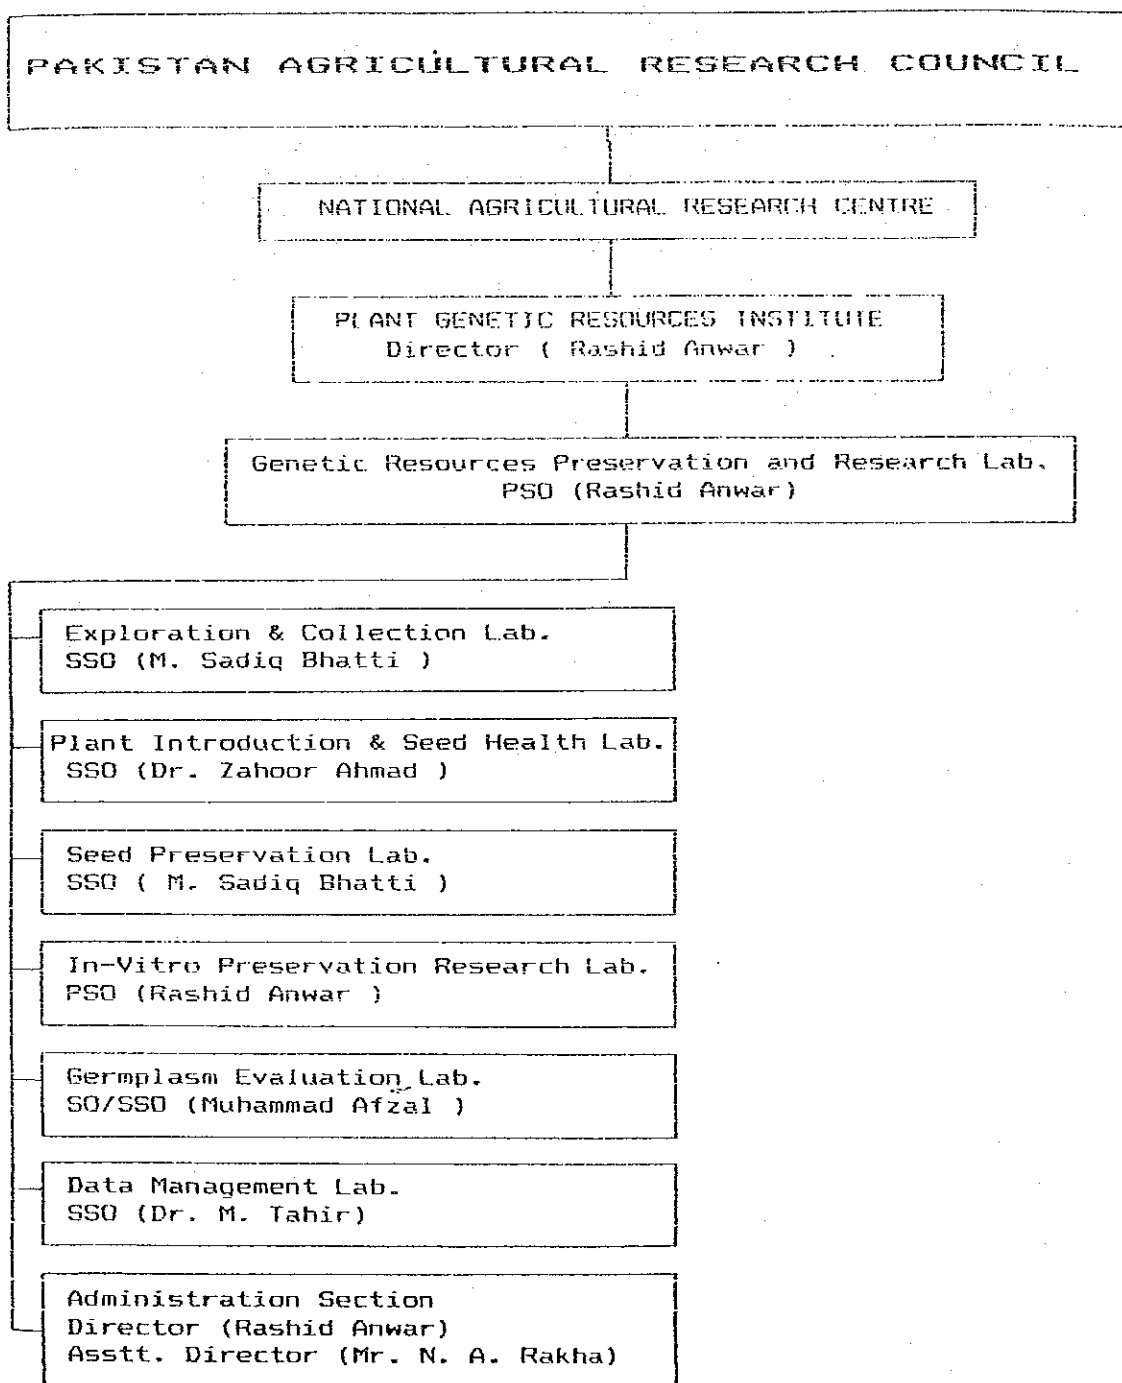 PAKISTAN AGRICULTURAL RESEARCH COUNCIL
NATIONAL AGRICULTURAL RESEARCH CENTRE
PLANT GENETIC RESOURCES INSTITUTE
Director ( Rashid Anwar )
Genetic Resources Preservation and Research Lab.
PSO (Rashid Anwar)
Exploration & Collection Lab.
SSO (M. Sadiq Bhatti )
Plant Introduction & Seed Health Lab.
SSO (Dr. Zahoor Ahmad )
Seed Preservation Lab.
SSO ( M. Sadiq Bhatti )
In-Vitro Preservation Research Lab.
PSO (Rashid Anwar )
Germplasm Evaluation Lab.
SO/SSO (Muhammad Afzal )
Data Management Lab.
SSO (Dr. M. Tahir)
Administration Section
Director (Rashid Anwar)
Asstt. Director (Mr. N. A. Rakha)